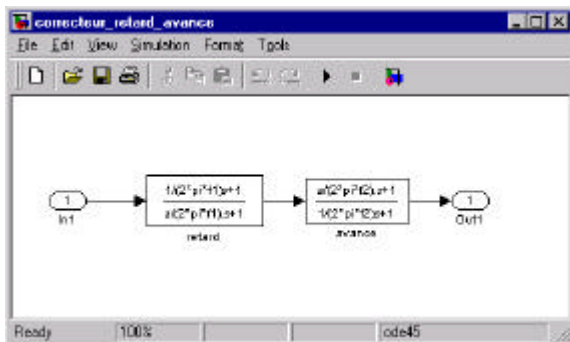 correcteur_retard_avance
File Edit View Simulation Format Tools
1
In1
1/(2*pi*f1)s+1
a/(2*pi*f1).s+1
retard
a/(2*pi*f2).s+1
1/(2*pi*f2)s+1
avance
1
Out1
Ready 100% ode45